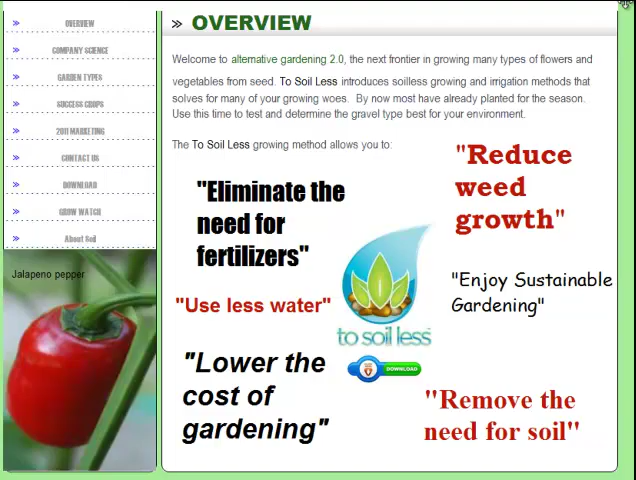 OVERVIEW
COMPANY SCIENCE
GARDEN TYPES
SUCCESS CROPS
2011 MARKETING
CONTACT US
DOWNLOAD
GROW WATCH
About Soil
Jalapeno pepper
» OVERVIEW
Welcome to alternative gardening 2.0, the next frontier in growing many types of flowers and
vegetables from seed. To Soil Less introduces soilless growing and irrigation methods that
solves for many of your growing woes. By now most have already planted for the season.
Use this time to test and determine the gravel type best for your environment.
The To Soil Less growing method allows you to:
"Reduce
weed
growth"
"Eliminate the
need for
fertilizers"
"Enjoy Sustainable
Gardening"
"Use less water"
to soil less
DOWNLOAD
"Lower the
cost of
gardening"
"Remove the
need for soil"